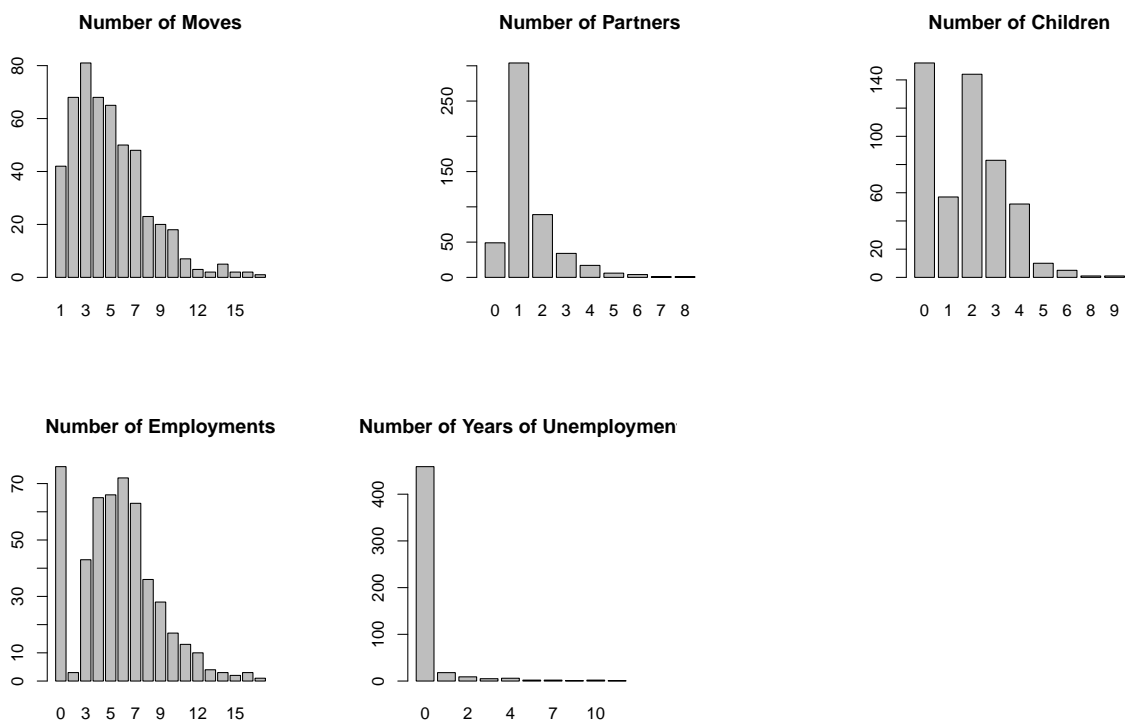 Number of Moves
80
60
40
20
0
1 3 5 7 9 12 15
Number of Partners
250
150
50
0
0 1 2 3 4 5 6 7 8
Number of Children
140
100
60
20
0
0 1 2 3 4 5 6 8 9
Number of Employments
70
50
30
10
0
0 3 5 7 9 12 15
Number of Years of Unemploymen
400
300
200
100
0
0 2 4 7 10